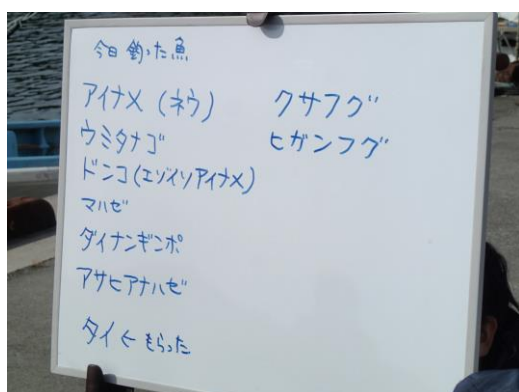 今日 釣った魚
アイナメ (ネウ)
ウミタナゴ
ドンコ(エゾイソアイナメ)
マハゼ
ダイナンギンポ
アサヒアナハゼ
タイ ← もらった
クサフグ
ヒガンフグ